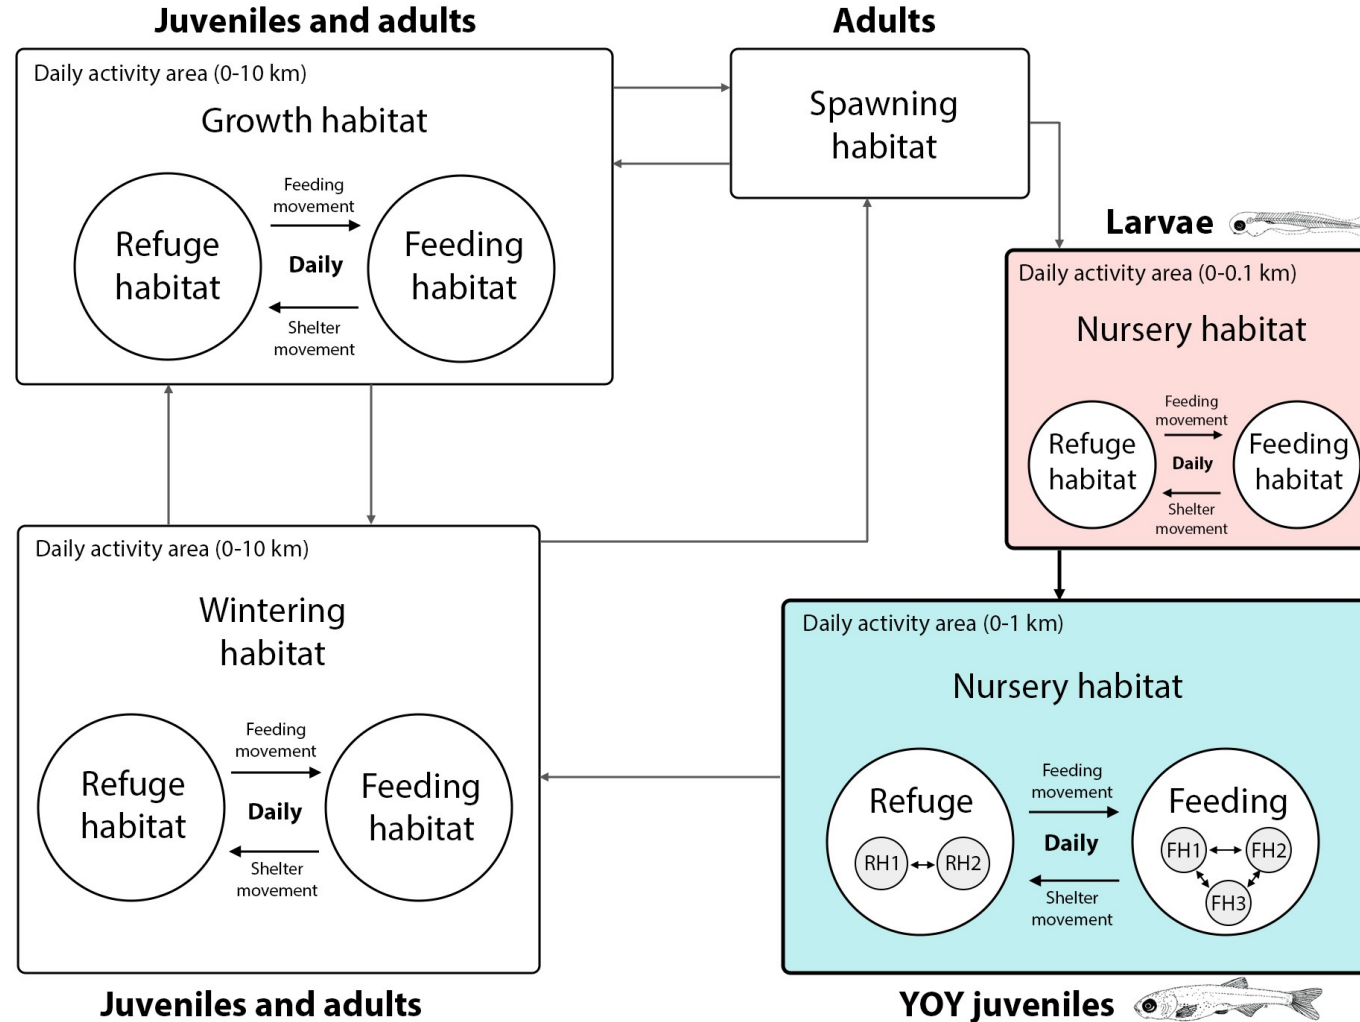 Juveniles and adults
Daily activity area (0-10 km)
Growth habitat
Refuge
habitat
Feeding
movement
Daily
Shelter
movement
Feeding
habitat
Adults
Spawning
habitat
Larvae
Daily activity area (0-0.1 km)
Nursery habitat
Refuge
habitat
Feeding
movement
Daily
Shelter
movement
Feeding
habitat
Daily activity area (0-10 km)
Wintering
habitat
Refuge
habitat
Feeding
movement
Daily
Shelter
movement
Feeding
habitat
Juveniles and adults
Daily activity area (0-1 km)
Nursery habitat
Refuge
RH1
RH2
Feeding
movement
Daily
Shelter
movement
Feeding
FH1
FH2
FH3
YOY juveniles